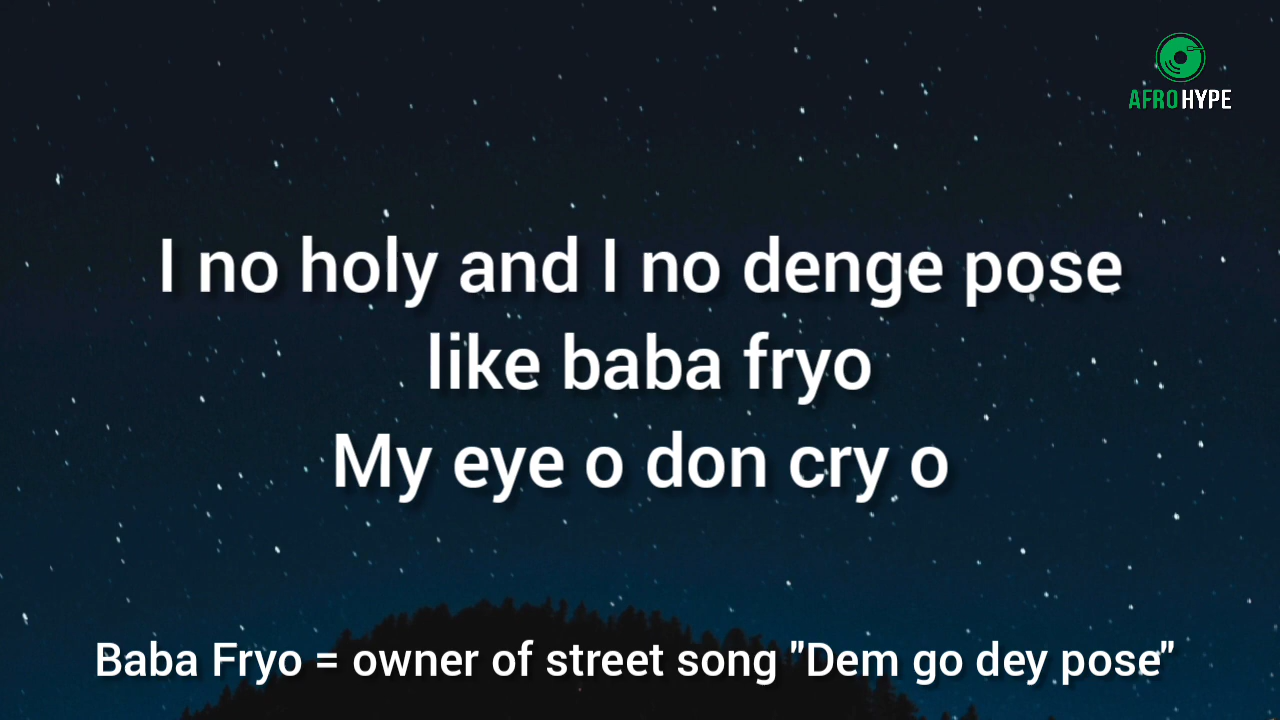 AFROHYPE
I no holy and I no denge pose
like baba fryo
My eye o don cry o
Baba Fryo = owner of street song "Dem go dey pose"